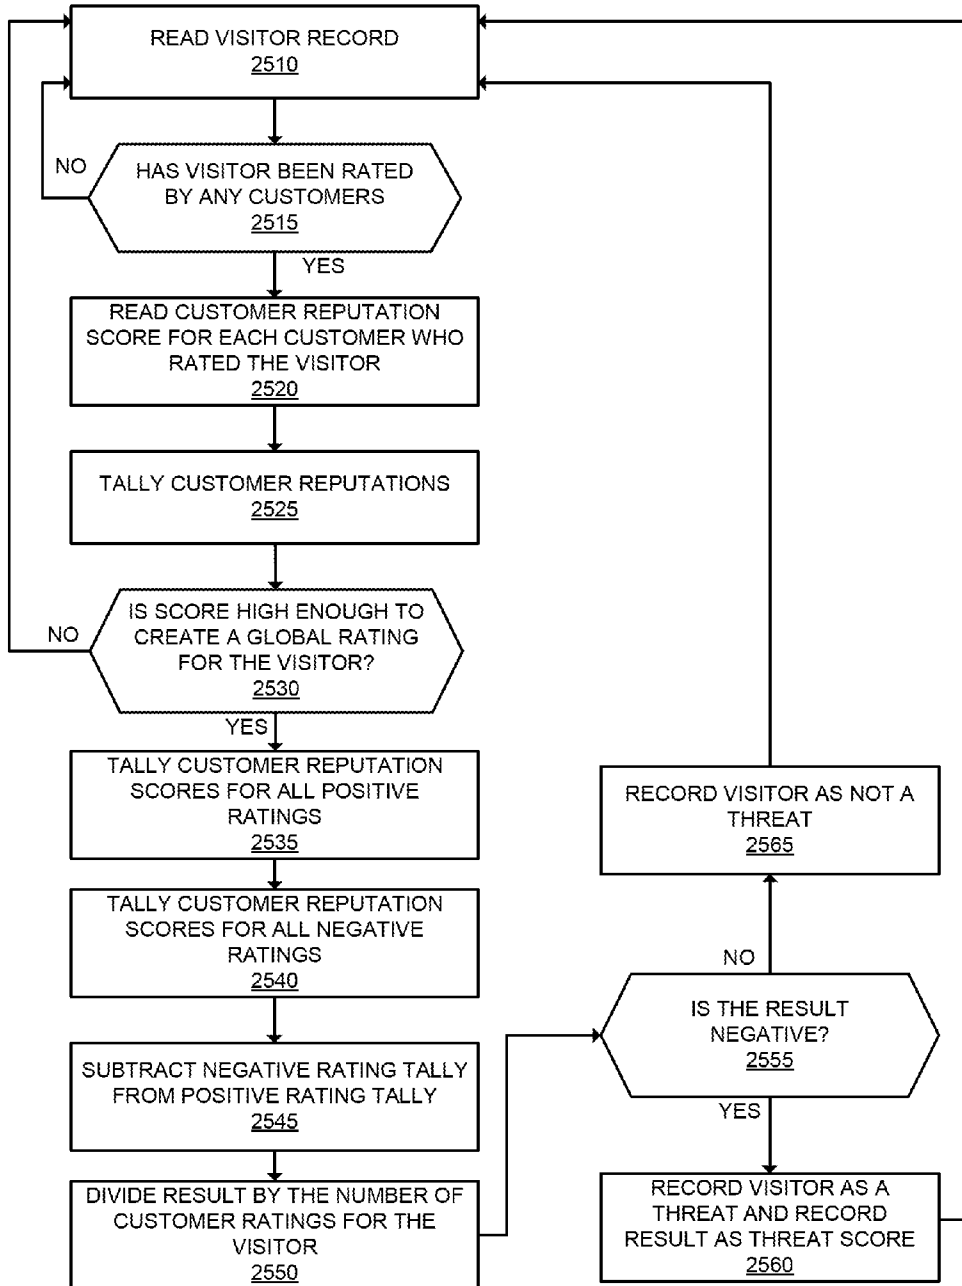 READ VISITOR RECORD
2510
NO
HAS VISITOR BEEN RATED
BY ANY CUSTOMERS
2515
YES
READ CUSTOMER REPUTATION
SCORE FOR EACH CUSTOMER WHO
RATED THE VISITOR
2520
TALLY CUSTOMER REPUTATIONS
2525
NO
IS SCORE HIGH ENOUGH TO
CREATE A GLOBAL RATING
FOR THE VISITOR?
2530
YES
TALLY CUSTOMER REPUTATION
SCORES FOR ALL POSITIVE
RATINGS
2535
TALLY CUSTOMER REPUTATION
SCORES FOR ALL NEGATIVE
RATINGS
2540
SUBTRACT NEGATIVE RATING TALLY
FROM POSITIVE RATING TALLY
2545
DIVIDE RESULT BY THE NUMBER OF
CUSTOMER RATINGS FOR THE
VISITOR
2550
RECORD VISITOR AS NOT A
THREAT
2565
NO
IS THE RESULT
NEGATIVE?
2555
YES
RECORD VISITOR AS A
THREAT AND RECORD
RESULT AS THREAT SCORE
2560